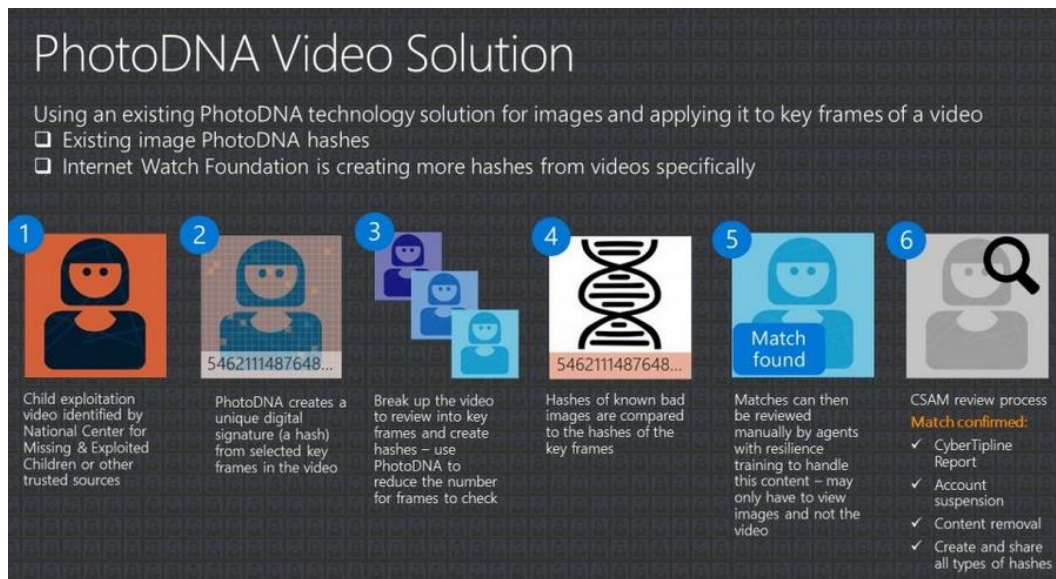 PhotoDNA Video Solution
Using an existing PhotoDNA technology solution for images and applying it to key frames of a video
Existing image PhotoDNA hashes
Internet Watch Foundation is creating more hashes from videos specifically
1
Child exploitation
video identified by
National Center for
Missing & Exploited
Children or other
trusted sources
2
5462111487648...
PhotoDNA creates a
unique digital
signature (a hash)
from selected key
frames in the video
3
Break up the video
to review into key
frames and create
hashes – use
PhotoDNA to
reduce the number
for frames to check
4
5462111487648...
Hashes of known bad
images are compared
to the hashes of the
key frames
5
Match
found
Matches can then
be reviewed
manually by agents
with resilience
training to handle
this content – may
only have to view
images and not the
video
6
CSAM review process
Match confirmed:
✓ CyberTipline
Report
✓ Account
suspension
✓ Content removal
✓ Create and share
all types of hashes